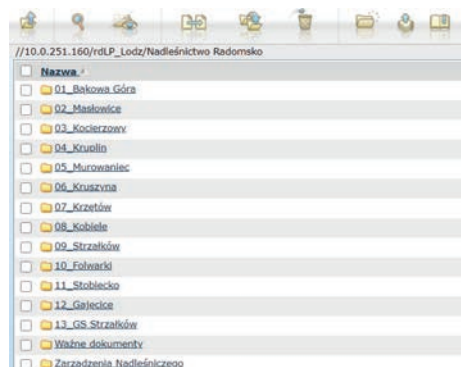 //10.0.251.160/rdLP_Lodz/Nadleśnictwo Radomsko
Nazwa
01_Bąkowa Góra
02_Masłowice
03_Kocierzowy
04_Kruplin
05_Murowaniec
06_Kruszyna
07_Krzętów
08_Kobiele
09_Strzałków
10_Folwarki
11_Stobiecko
12_Gajęcice
13_GS Strzałków
Ważne dokumenty
Zarządzenia Nadleśniczego